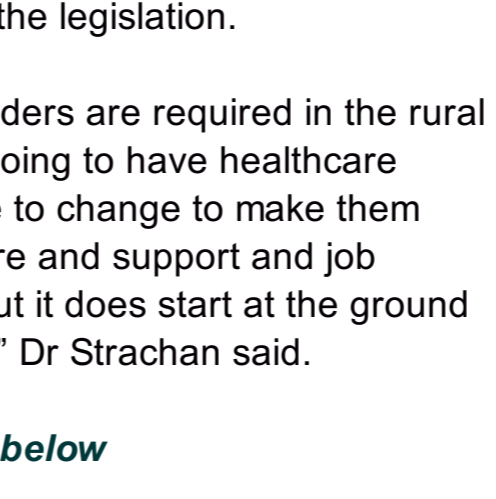 the legislation.
ders are required in the rural
oing to have healthcare
to change to make them
re and support and job
ut it does start at the ground
” Dr Strachan said.
below